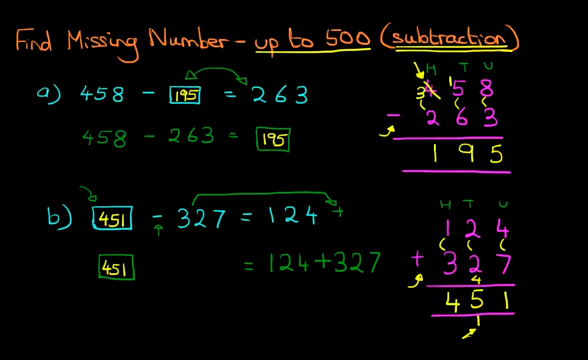 Find Missing Number - up to 500 (subtraction)
a) 458 - 195 = 263
458 - 263 = 195
H T U
3 4 1 5 8
- 2 6 3
1 9 5
b) 451 - 327 = 124 +
451 = 124 + 327
H T U
1 2 4
+ 3 2 7
4
4 5 1
1